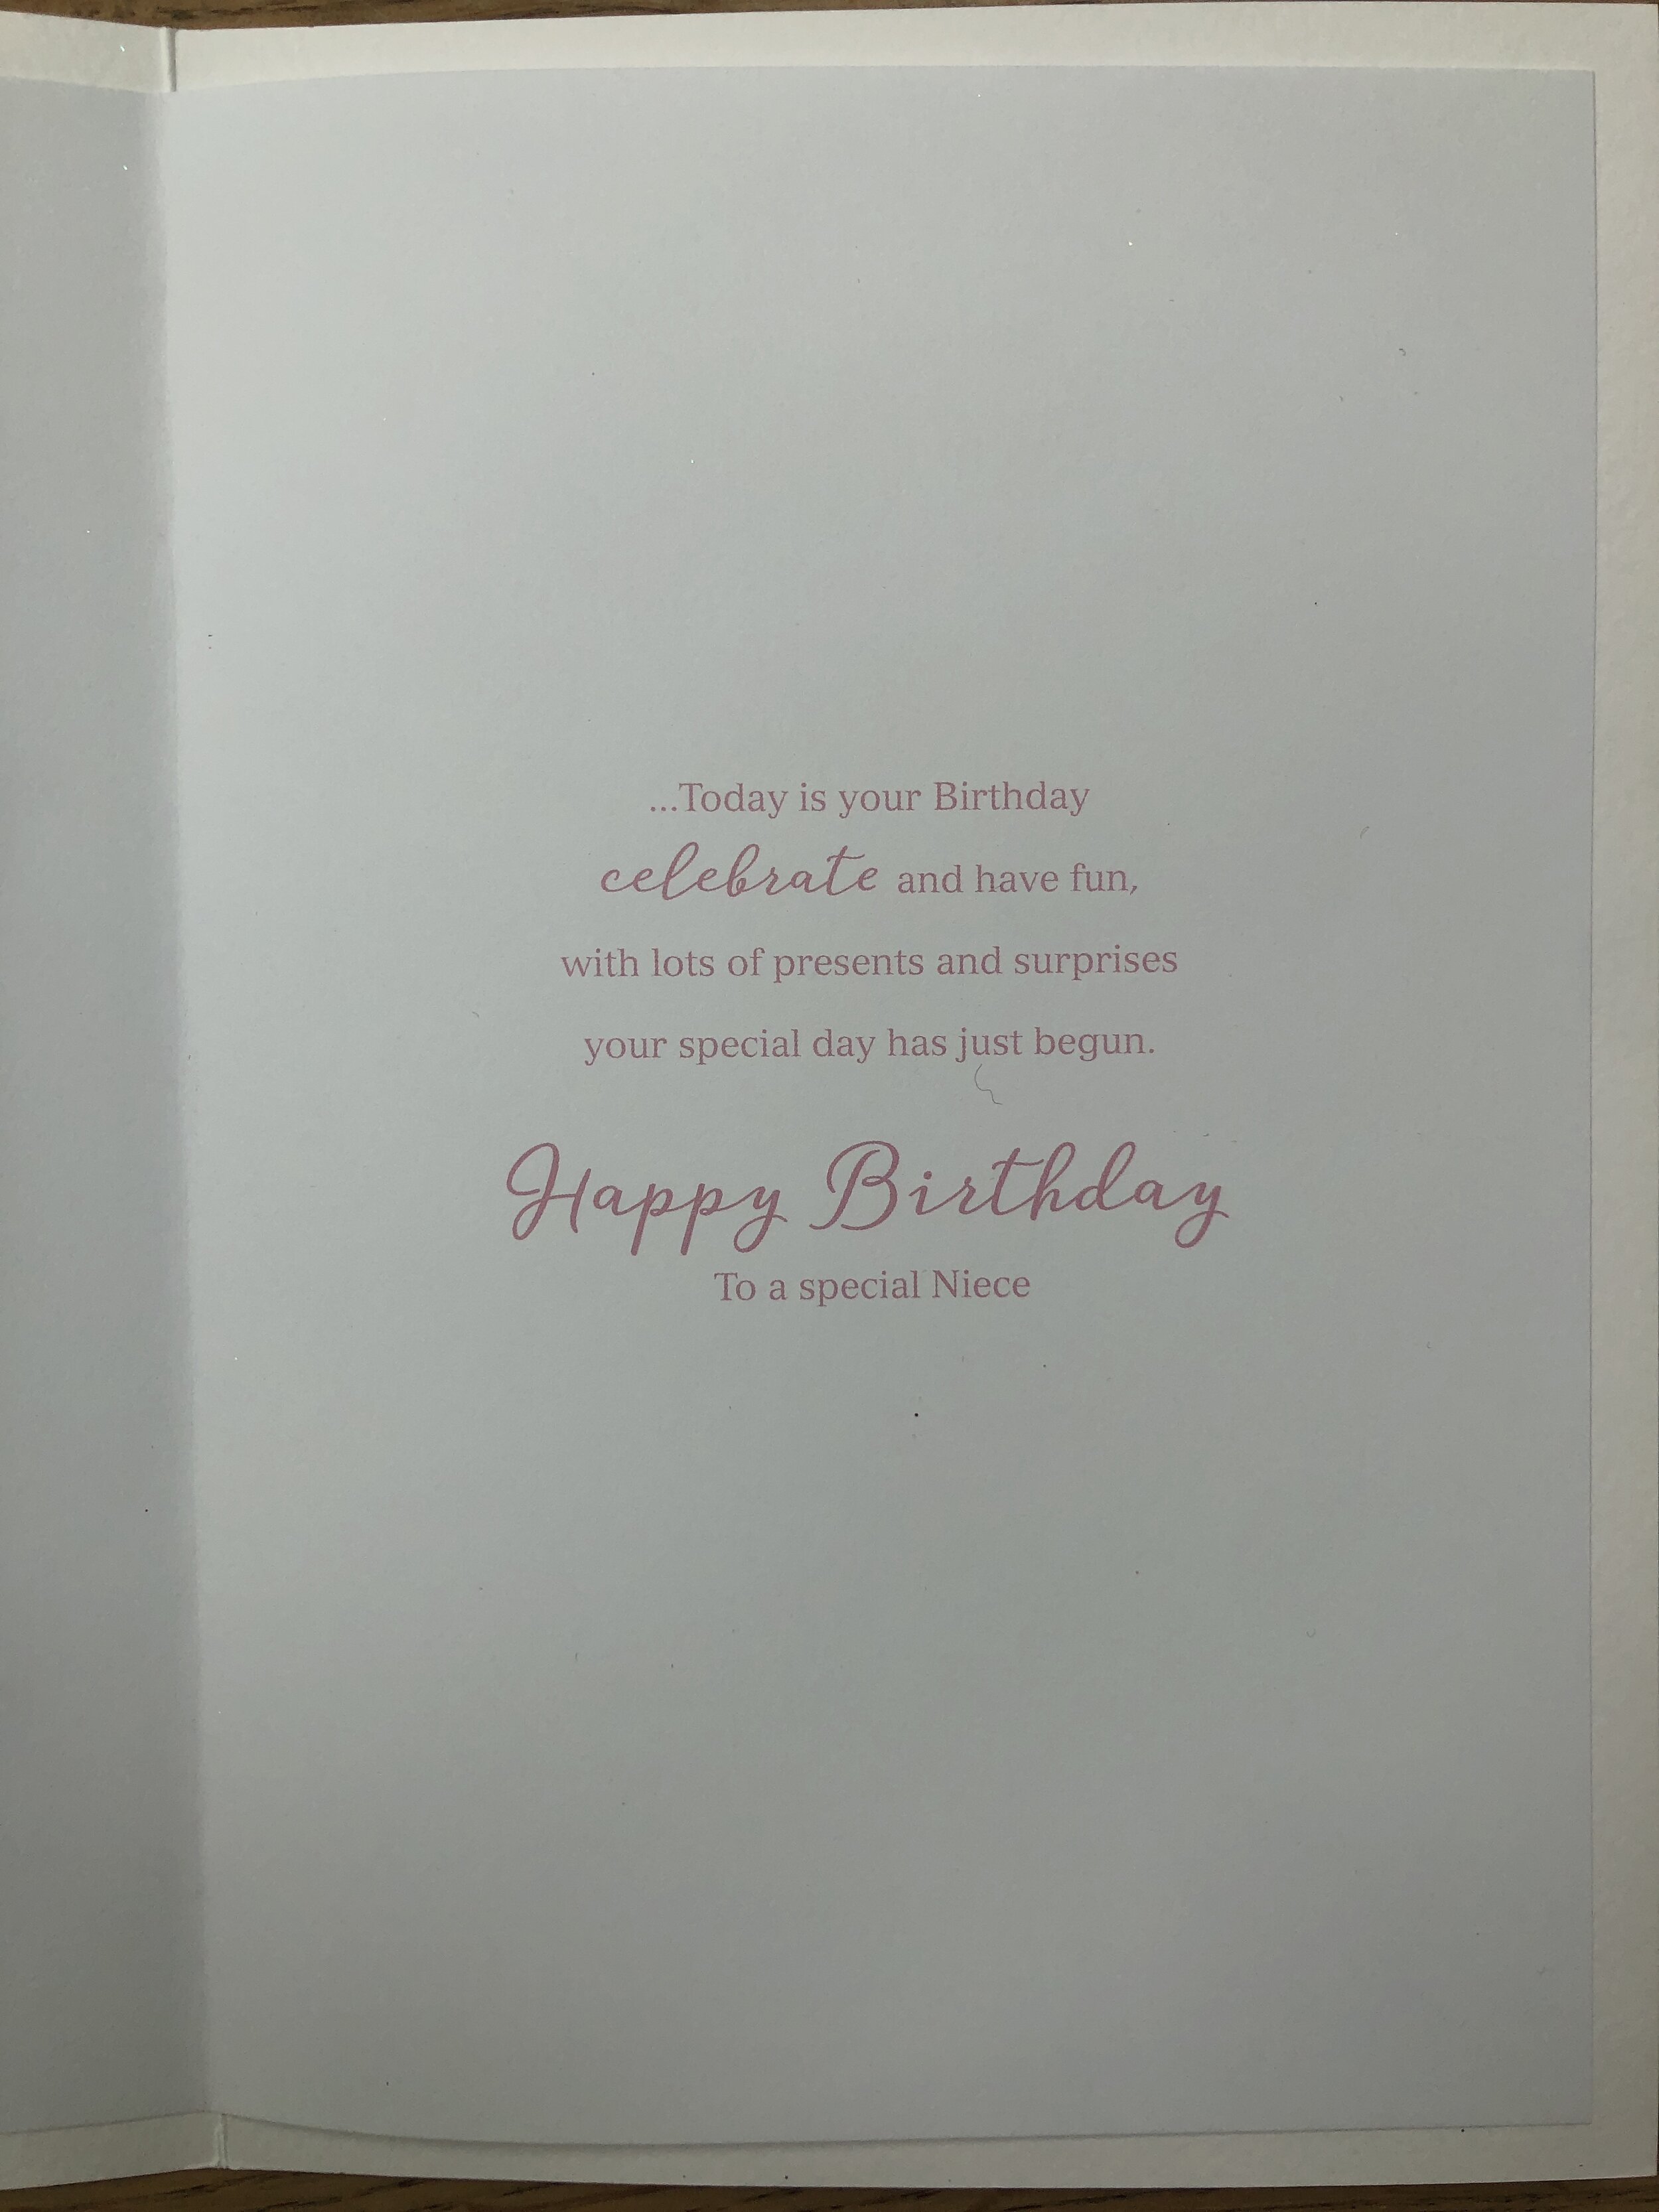 ...Today is your Birthday
celebrate and have fun,
with lots of presents and surprises
your special day has just begun.
Happy Birthday
To a special Niece